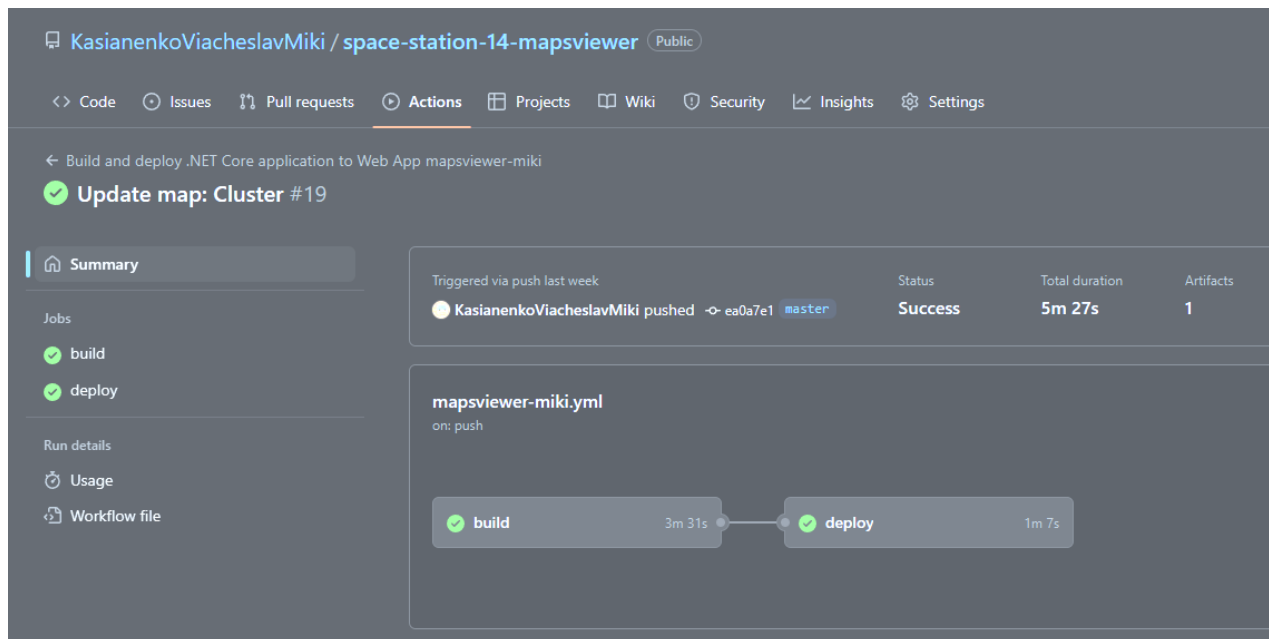 KasianenkoViacheslavMiki / space-station-14-mapsviewer Public
Code Issues Pull requests Actions Projects Wiki Security Insights Settings
Build and deploy .NET Core application to Web App mapsviewer-miki
Update map: Cluster #19
Summary
Jobs
build
deploy
Run details
Usage
Workflow file
Triggered via push last week
KasianenkoViacheslavMiki pushed ea0a7e1 master
Status
Success
Total duration
5m 27s
Artifacts
1
mapsviewer-miki.yml
on: push
build 3m 31s
deploy 1m 7s